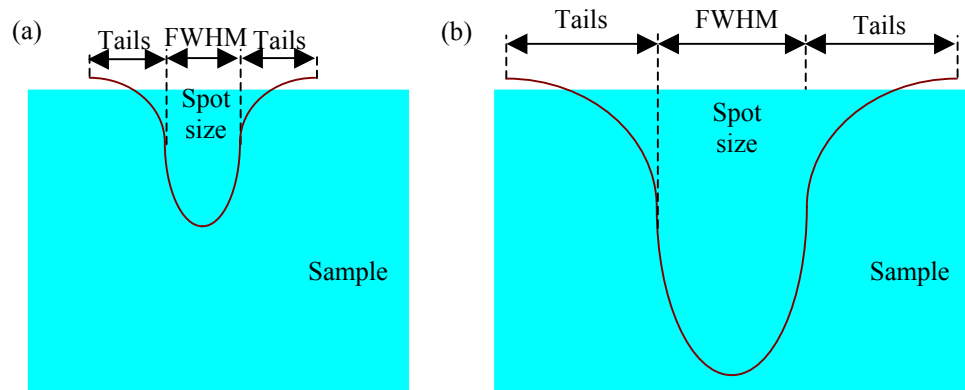 (a)
Tails FWHM Tails
Spot
size
Sample
(b)
Tails FWHM Tails
Spot
size
Sample